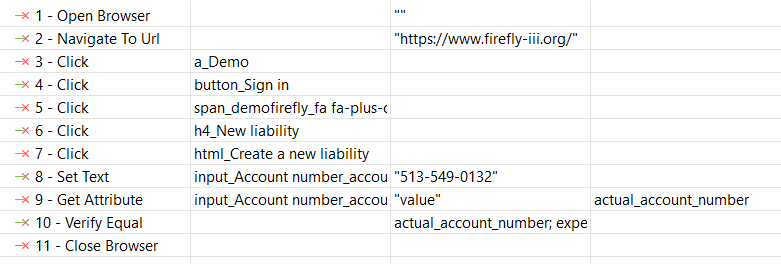 1 - Open Browser ""
2 - Navigate To Url "https://www.firefly-iii.org/"
3 - Click a_Demo
4 - Click button_Sign in
5 - Click span_demofirefly_fa fa-plus-c
6 - Click h4_New liability
7 - Click html_Create a new liability
8 - Set Text input_Account number_accou "513-549-0132"
9 - Get Attribute input_Account number_accou "value" actual_account_number
10 - Verify Equal actual_account_number; expe
11 - Close Browser